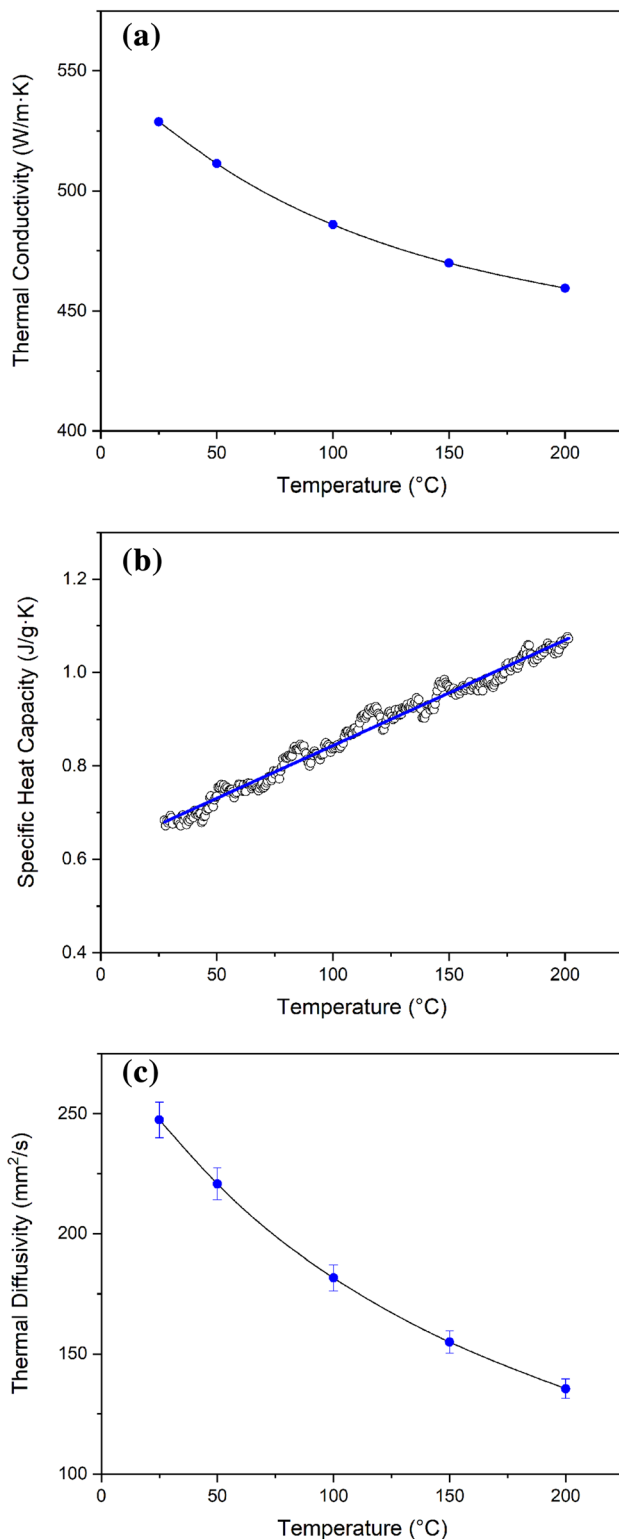 (a)
Thermal Conductivity (W/m·K)
550
500
450
400
0 50 100 150 200
Temperature (°C)
(b)
Specific Heat Capacity (J/g·K)
1.2
1.0
0.8
0.6
0.4
0 50 100 150 200
Temperature (°C)
(c)
Thermal Diffusivity (mm²/s)
250
200
150
100
0 50 100 150 200
Temperature (°C)